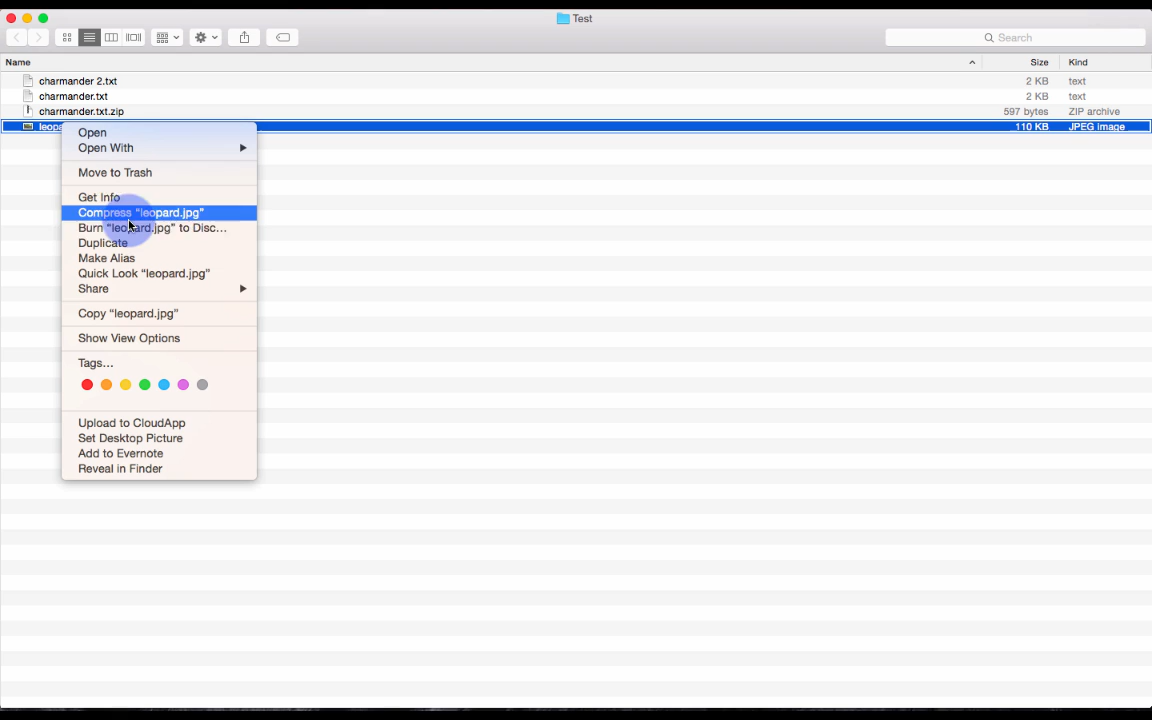 Test
Search
Name Size Kind
charmander 2.txt 2 KB text
charmander.txt 2 KB text
charmander.txt.zip 597 bytes ZIP archive
110 KB JPEG image
Open
Open With
Move to Trash
Get Info
Compress "leopard.jpg"
Burn "leopard.jpg" to Disc...
Duplicate
Make Alias
Quick Look "leopard.jpg"
Share
Copy "leopard.jpg"
Show View Options
Tags...
Upload to CloudApp
Set Desktop Picture
Add to Evernote
Reveal in Finder